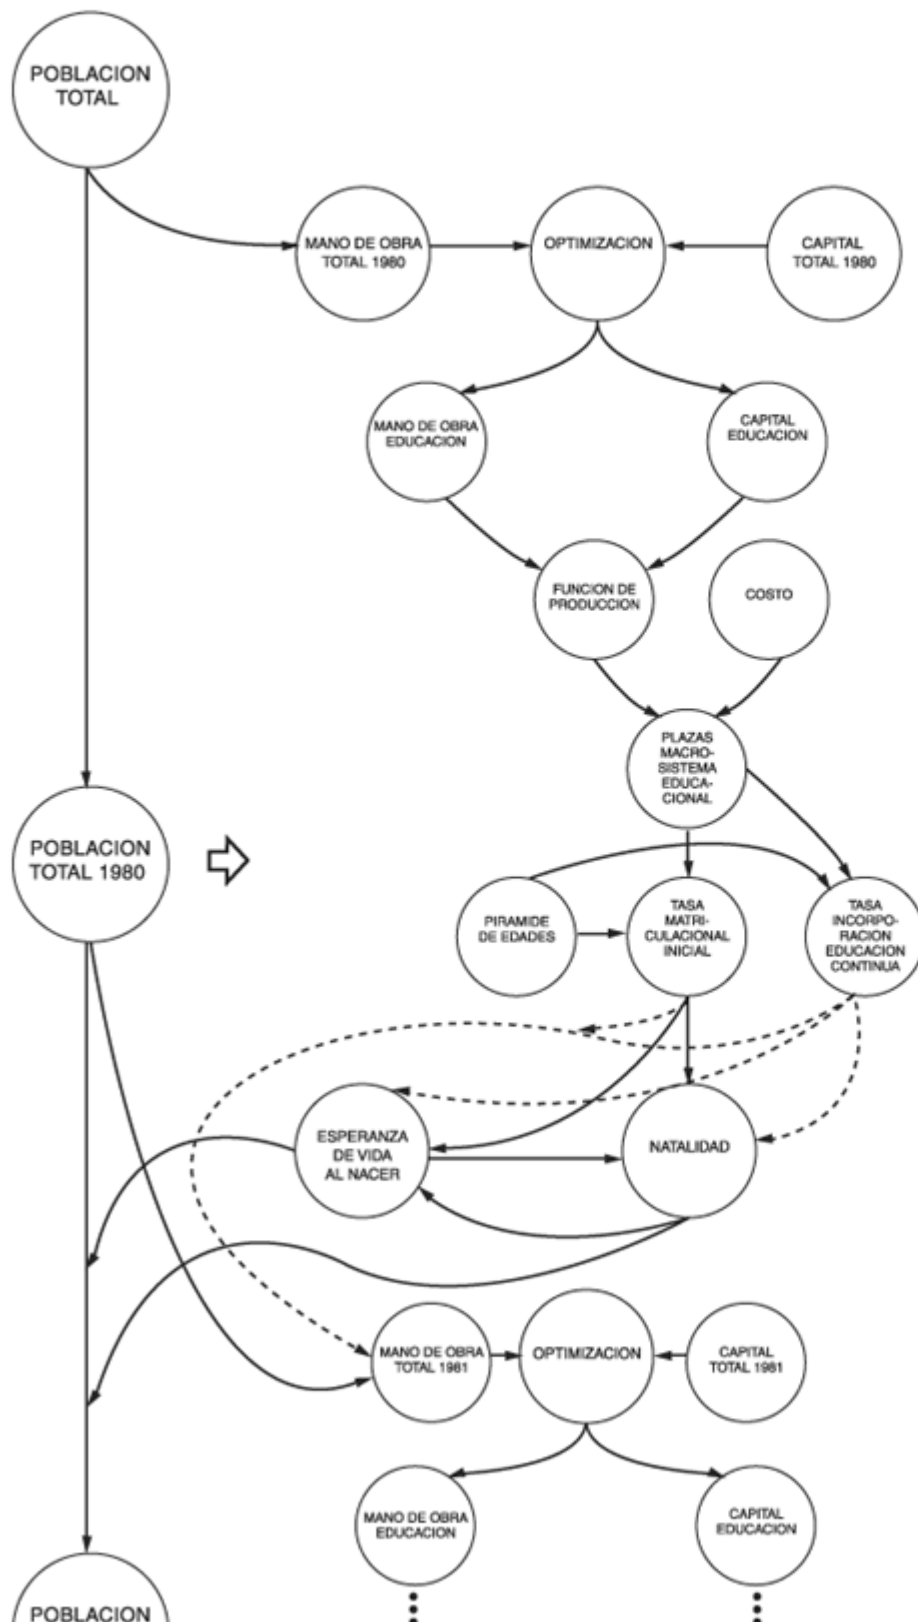 POBLACION
TOTAL
MANO DE OBRA
TOTAL 1980
OPTIMIZACION
CAPITAL
TOTAL 1980
MANO DE OBRA
EDUCACION
CAPITAL
EDUCACION
FUNCION DE
PRODUCCION
COSTO
PLAZAS
MACRO-
SISTEMA
EDUCA-
CIONAL
POBLACION
TOTAL 1980
PIRAMIDE
DE EDADES
TASA
MATRI-
CULACIONAL
INICIAL
TASA
INCORPO-
RACION
EDUCACION
CONTINUA
ESPERANZA
DE VIDA
AL NACER
NATALIDAD
MANO DE OBRA
TOTAL 1981
OPTIMIZACION
CAPITAL
TOTAL 1981
MANO DE OBRA
EDUCACION
CAPITAL
EDUCACION
POBLACION